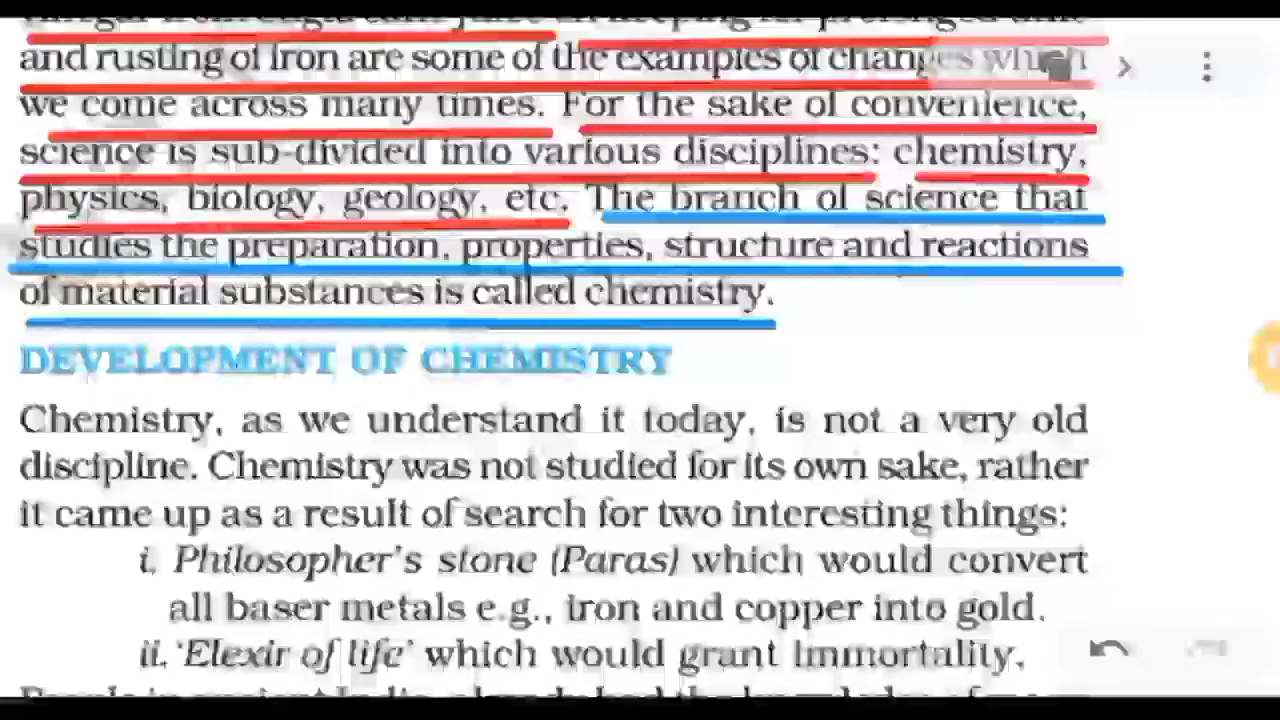 and rusting of iron are some of the examples of changes which
we come across many times. For the sake of convenience,
science is sub-divided into various disciplines: chemistry,
physics, biology, geology, etc. The branch of science that
studies the preparation, properties, structure and reactions
of material substances is called chemistry.
DEVELOPMENT OF CHEMISTRY
Chemistry, as we understand it today, is not a very old
discipline. Chemistry was not studied for its own sake, rather
it came up as a result of search for two interesting things:
i. Philosopher's stone (Paras) which would convert
all baser metals e.g., iron and copper into gold.
ii. 'Elexir of life' which would grant immortality.